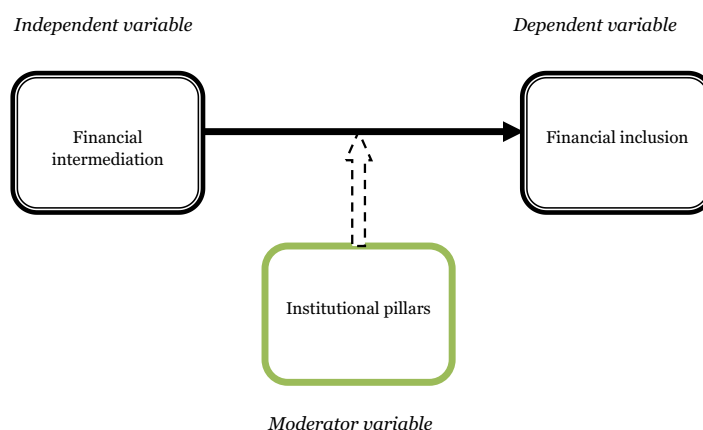 Independent variable
Dependent variable
Financial
intermediation
Financial inclusion
Institutional pillars
Moderator variable